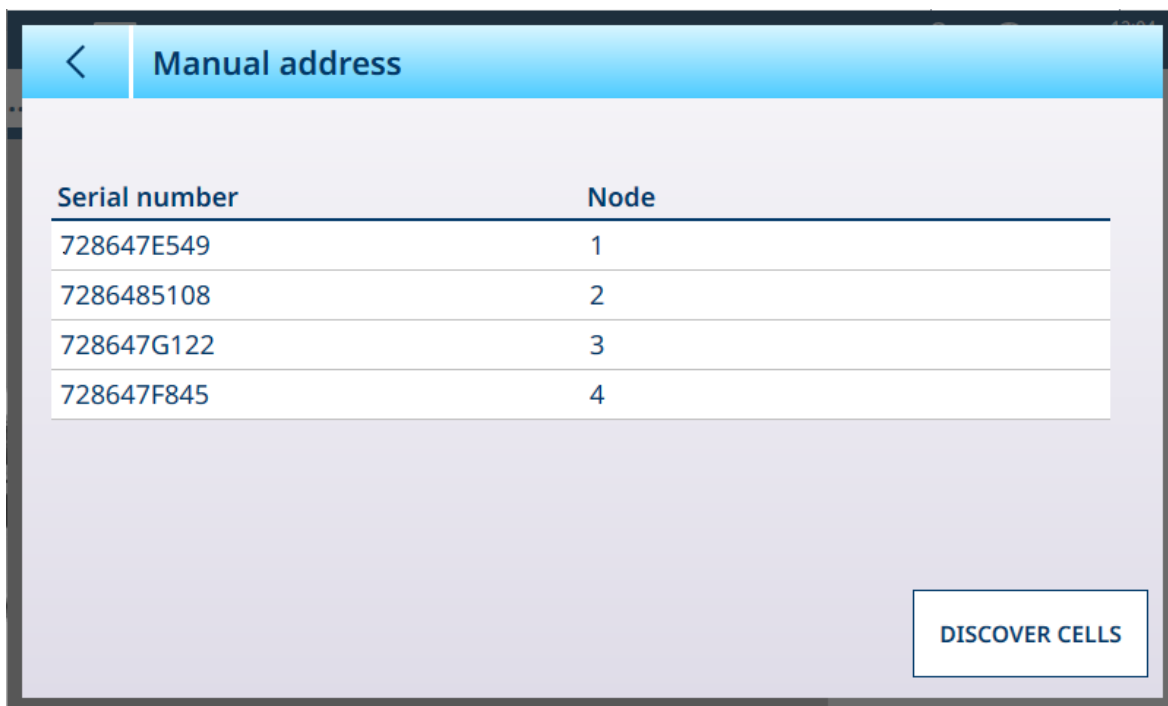 Manual address
Serial number Node
728647E549 1
7286485108 2
728647G122 3
728647F845 4
DISCOVER CELLS